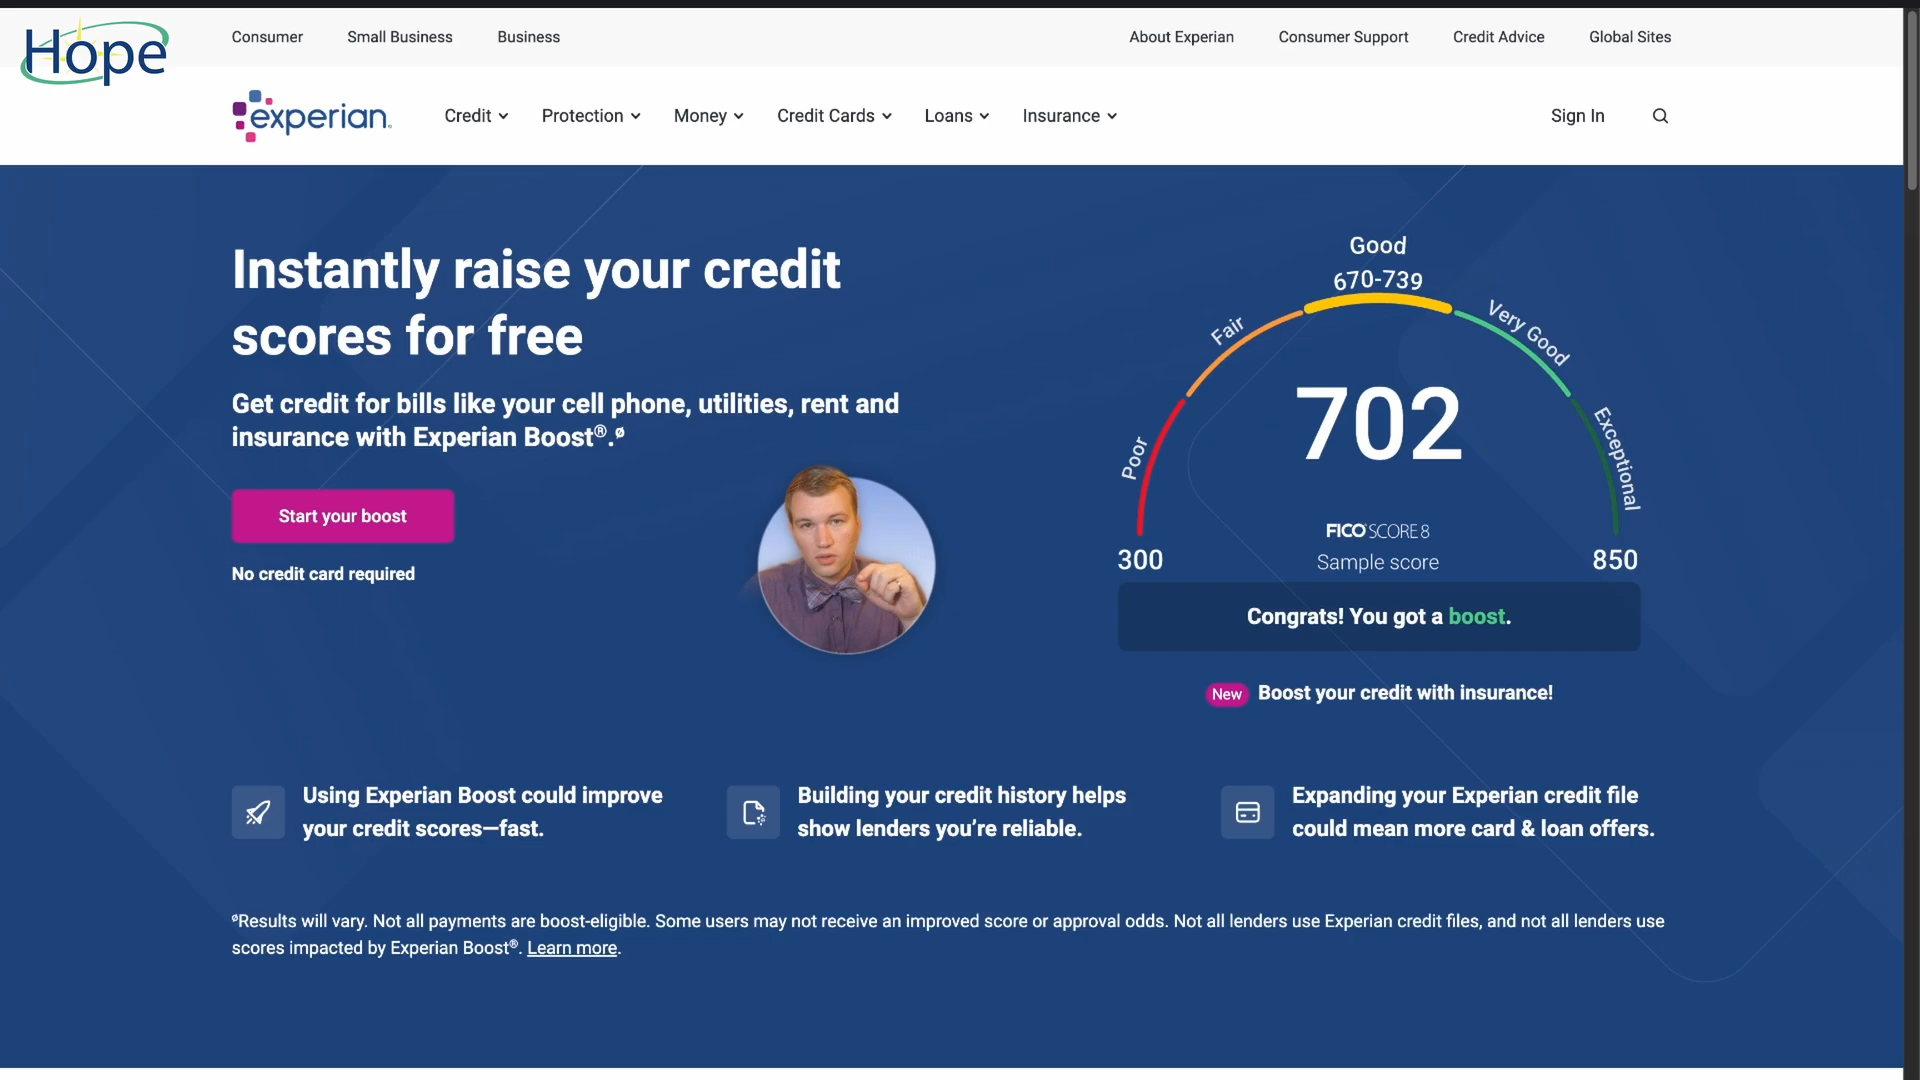 Hope
Consumer
Small Business
Business
About Experian
Consumer Support
Credit Advice
Global Sites
experian.
Credit
Protection
Money
Credit Cards
Loans
Insurance
Sign In
Instantly raise your credit
scores for free
Get credit for bills like your cell phone, utilities, rent and
insurance with Experian Boost®.ø
Start your boost
No credit card required
Good
670-739
Fair
Very Good
Poor
Exceptional
702
FICO SCORE 8
Sample score
300
850
Congrats! You got a boost.
New
Boost your credit with insurance!
Using Experian Boost could improve
your credit scores—fast.
Building your credit history helps
show lenders you’re reliable.
Expanding your Experian credit file
could mean more card & loan offers.
øResults will vary. Not all payments are boost-eligible. Some users may not receive an improved score or approval odds. Not all lenders use Experian credit files, and not all lenders use
scores impacted by Experian Boost®. Learn more.